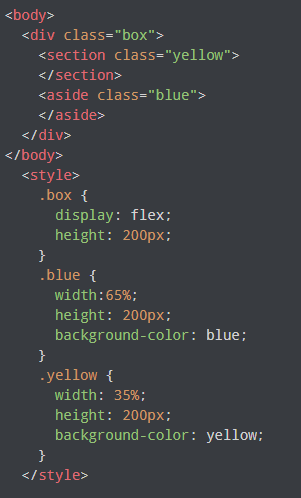 <body>
<div class="box">
<section class="yellow">
</section>
<aside class="blue">
</aside>
</div>
</body>
<style>
.box {
display: flex;
height: 200px;
}
.blue {
width:65%;
height: 200px;
background-color: blue;
}
.yellow {
width: 35%;
height: 200px;
background-color: yellow;
}
</style>